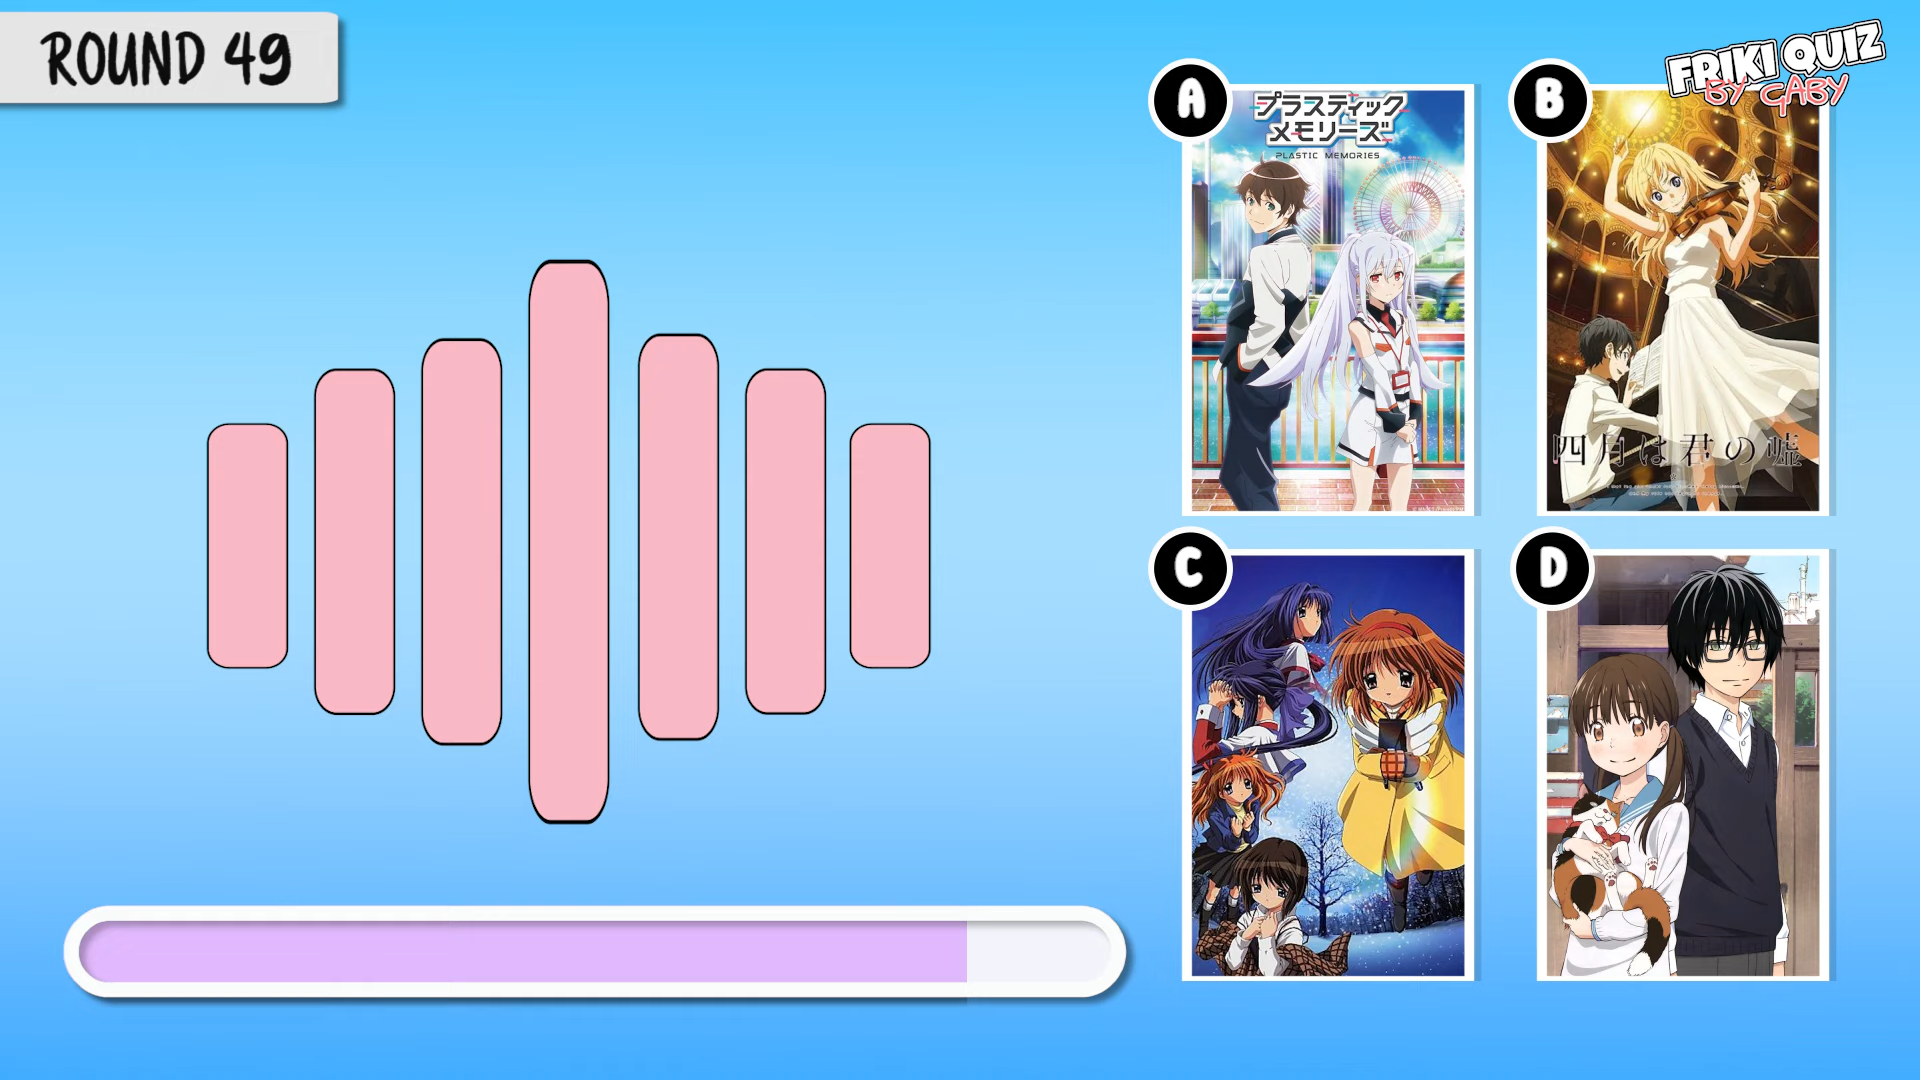 ROUND 49
FRIKI QUIZ
BY GABY
A
プラスティック
メモリーズ
PLASTIC MEMORIES
B
四月は君の嘘
C
D